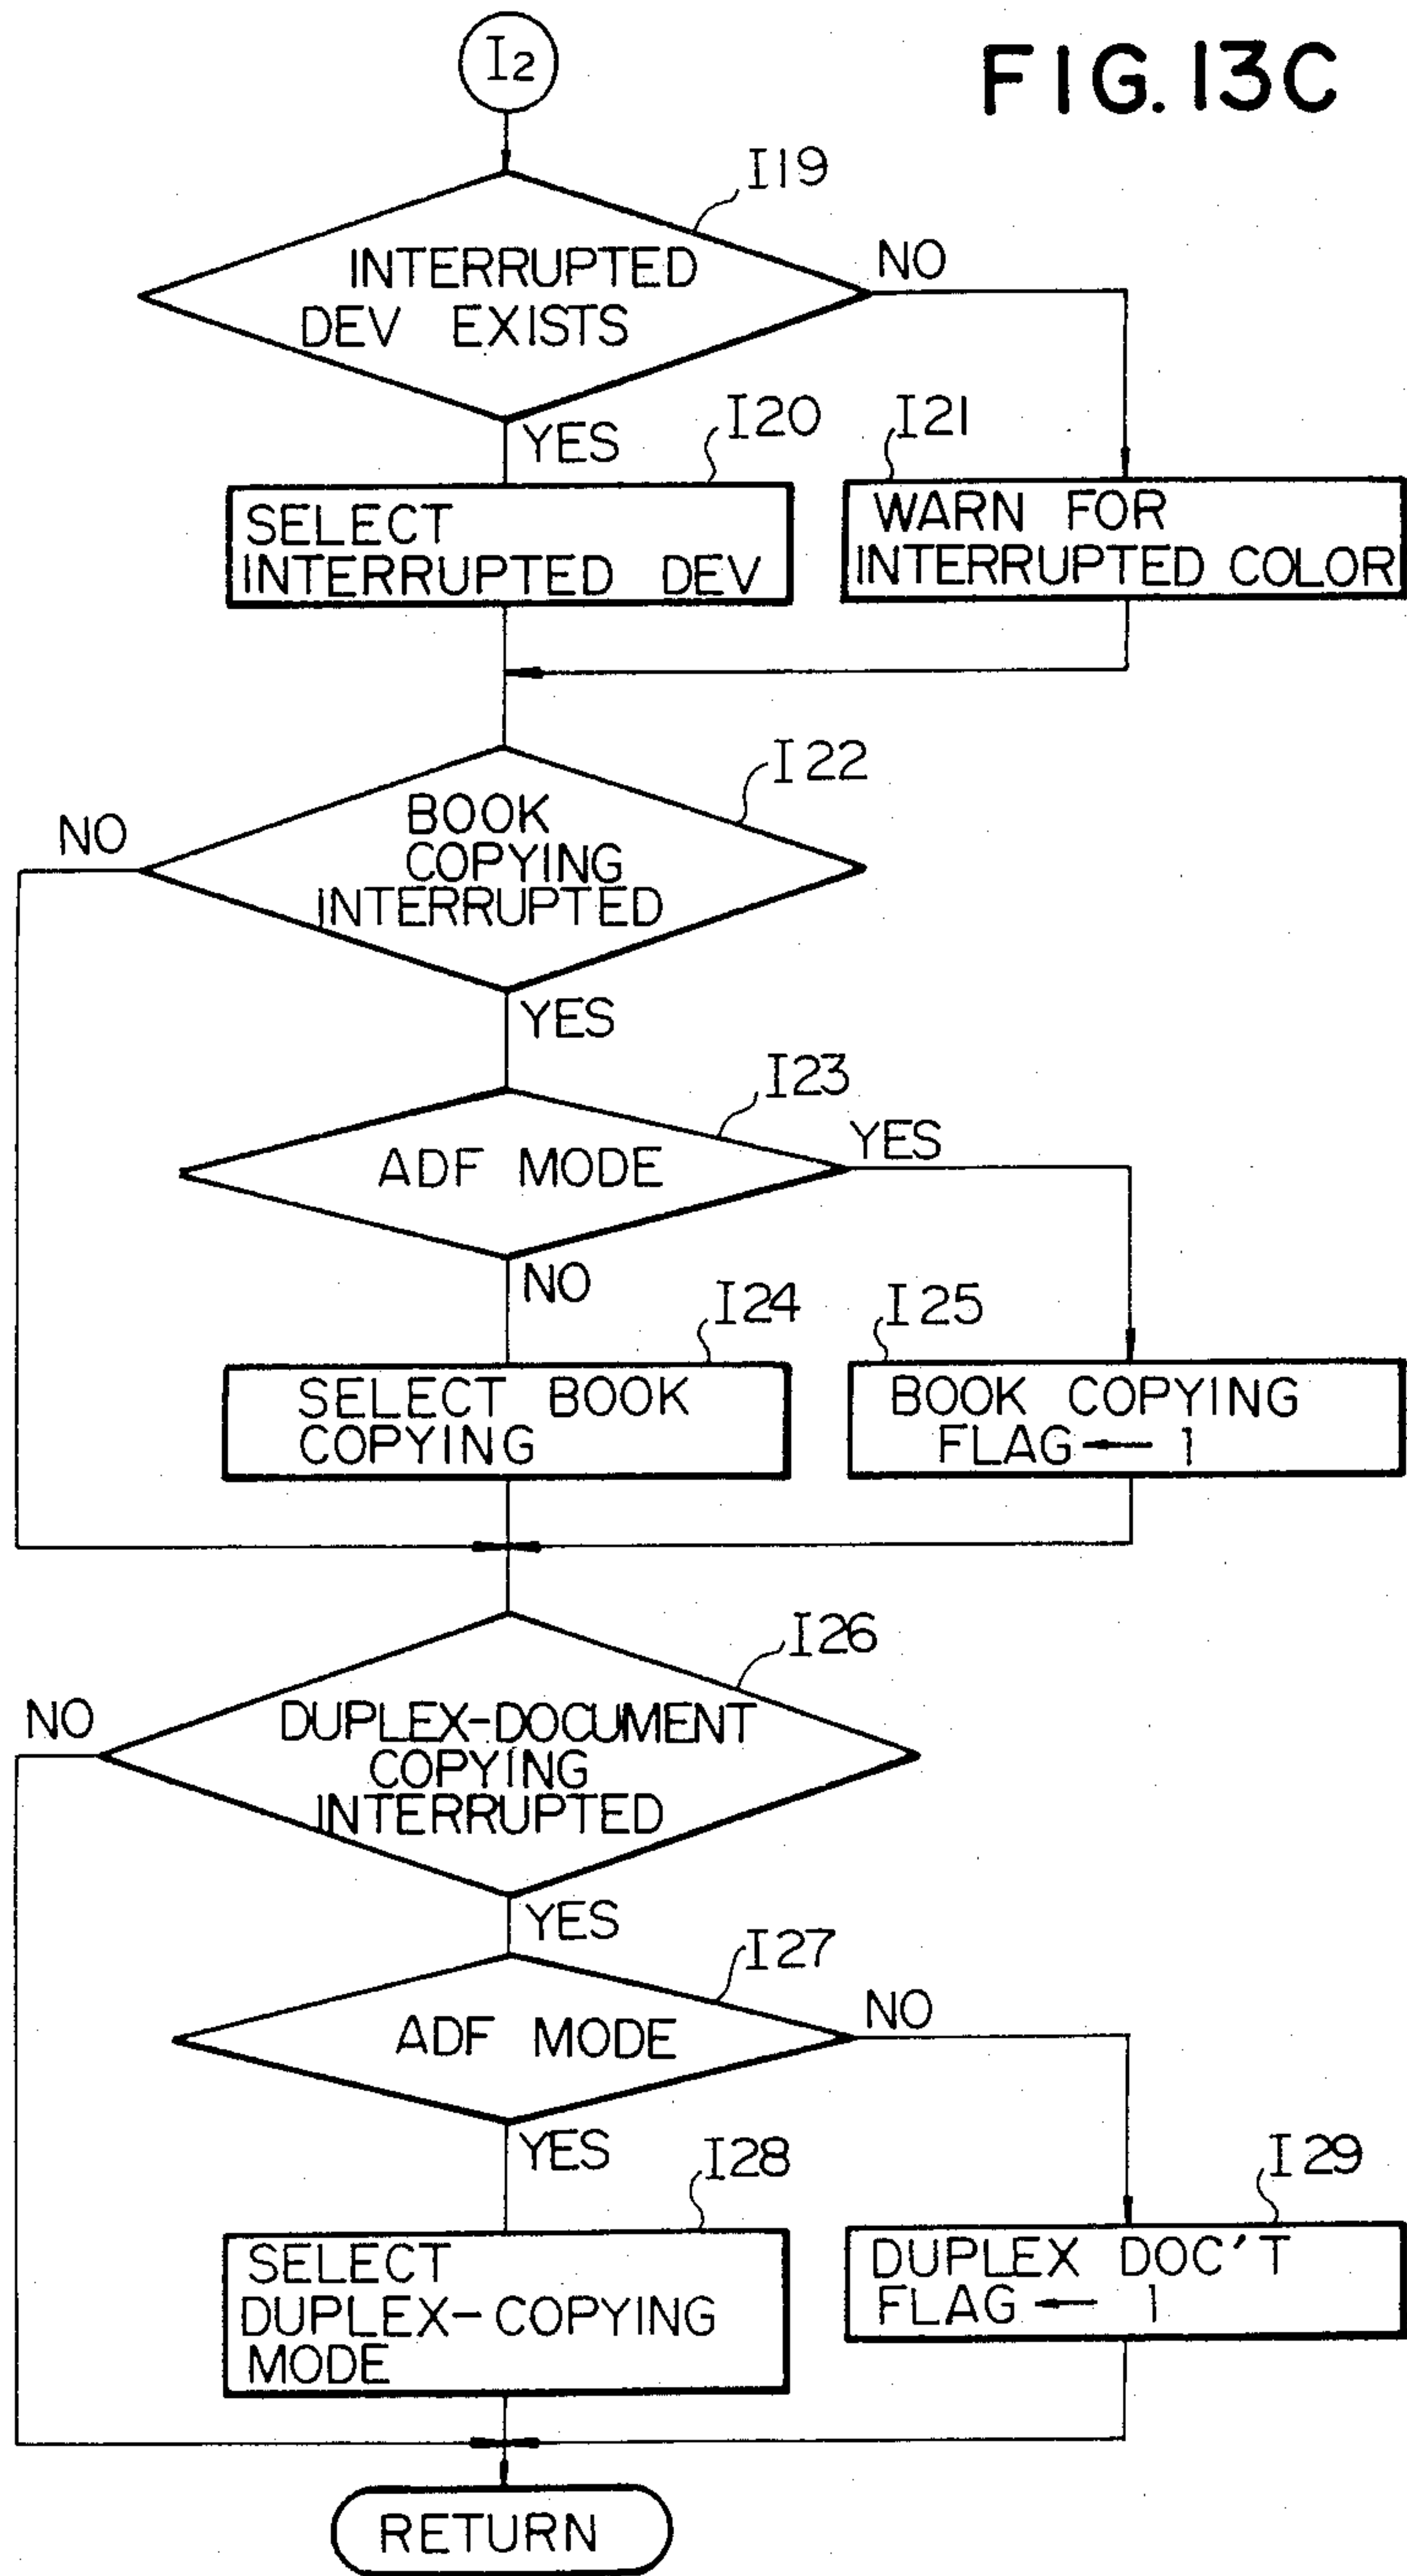 I2
FIG. 13C
I19
INTERRUPTED
DEV EXISTS
NO
YES
I20
I21
SELECT
INTERRUPTED DEV
WARN FOR
INTERRUPTED COLOR
I22
NO
BOOK
COPYING
INTERRUPTED
YES
I23
ADF MODE
YES
NO
I24
I25
SELECT BOOK
COPYING
BOOK COPYING
FLAG ← 1
I26
NO
DUPLEX-DOCUMENT
COPYING
INTERRUPTED
YES
I27
ADF MODE
NO
YES
I28
I29
SELECT
DUPLEX-COPYING
MODE
DUPLEX DOC'T
FLAG ← 1
RETURN